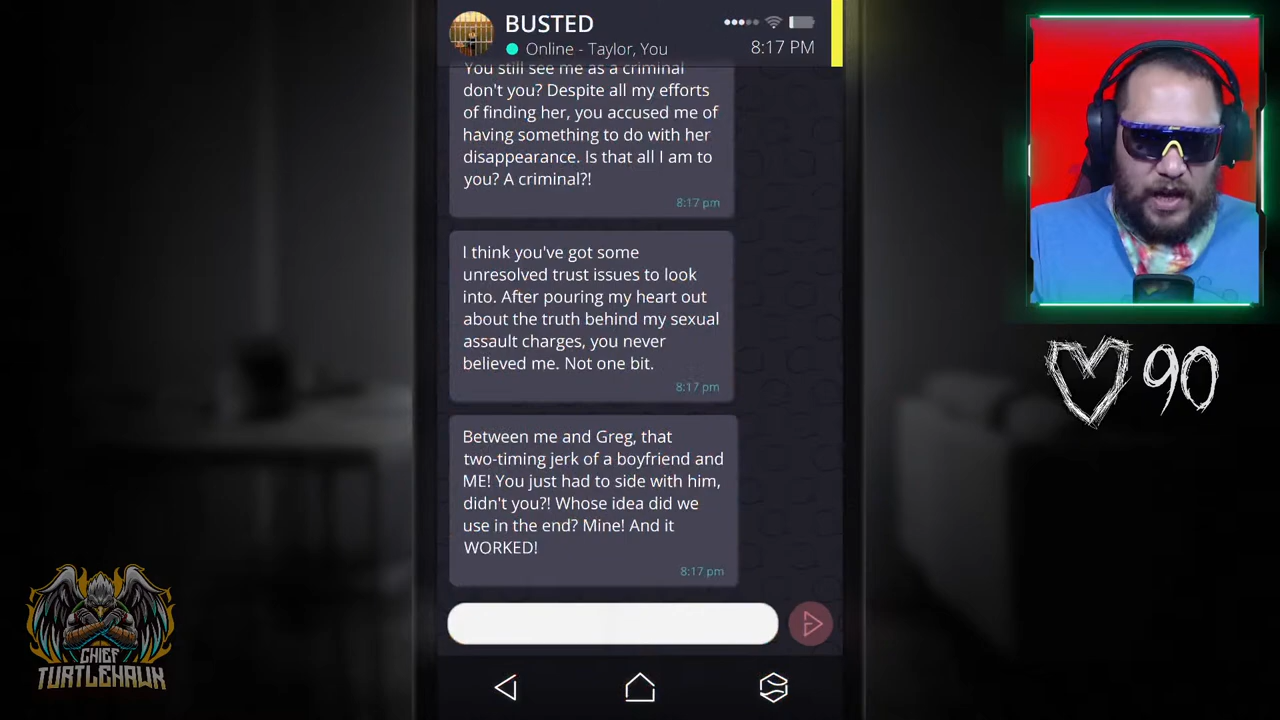 BUSTED
Online - Taylor, You
8:17 PM
You still see me as a criminal
don't you? Despite all my efforts
of finding her, you accused me of
having something to do with her
disappearance. Is that all I am to
you? A criminal?!
8:17 pm
I think you've got some
unresolved trust issues to look
into. After pouring my heart out
about the truth behind my sexual
assault charges, you never
believed me. Not one bit.
8:17 pm
Between me and Greg, that
two-timing jerk of a boyfriend and
ME! You just had to side with him,
didn't you?! Whose idea did we
use in the end? Mine! And it
WORKED!
8:17 pm
90
CHIEF
TURTLEHAWK